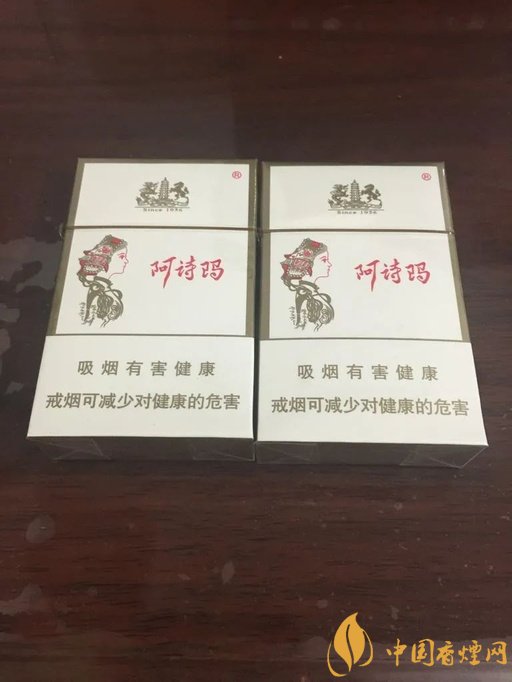 ®
Since 1956
阿诗玛
吸烟有害健康
戒烟可减少对健康的危害
®
Since 1956
阿诗玛
吸烟有害健康
戒烟可减少对健康的危害
中国香烟网